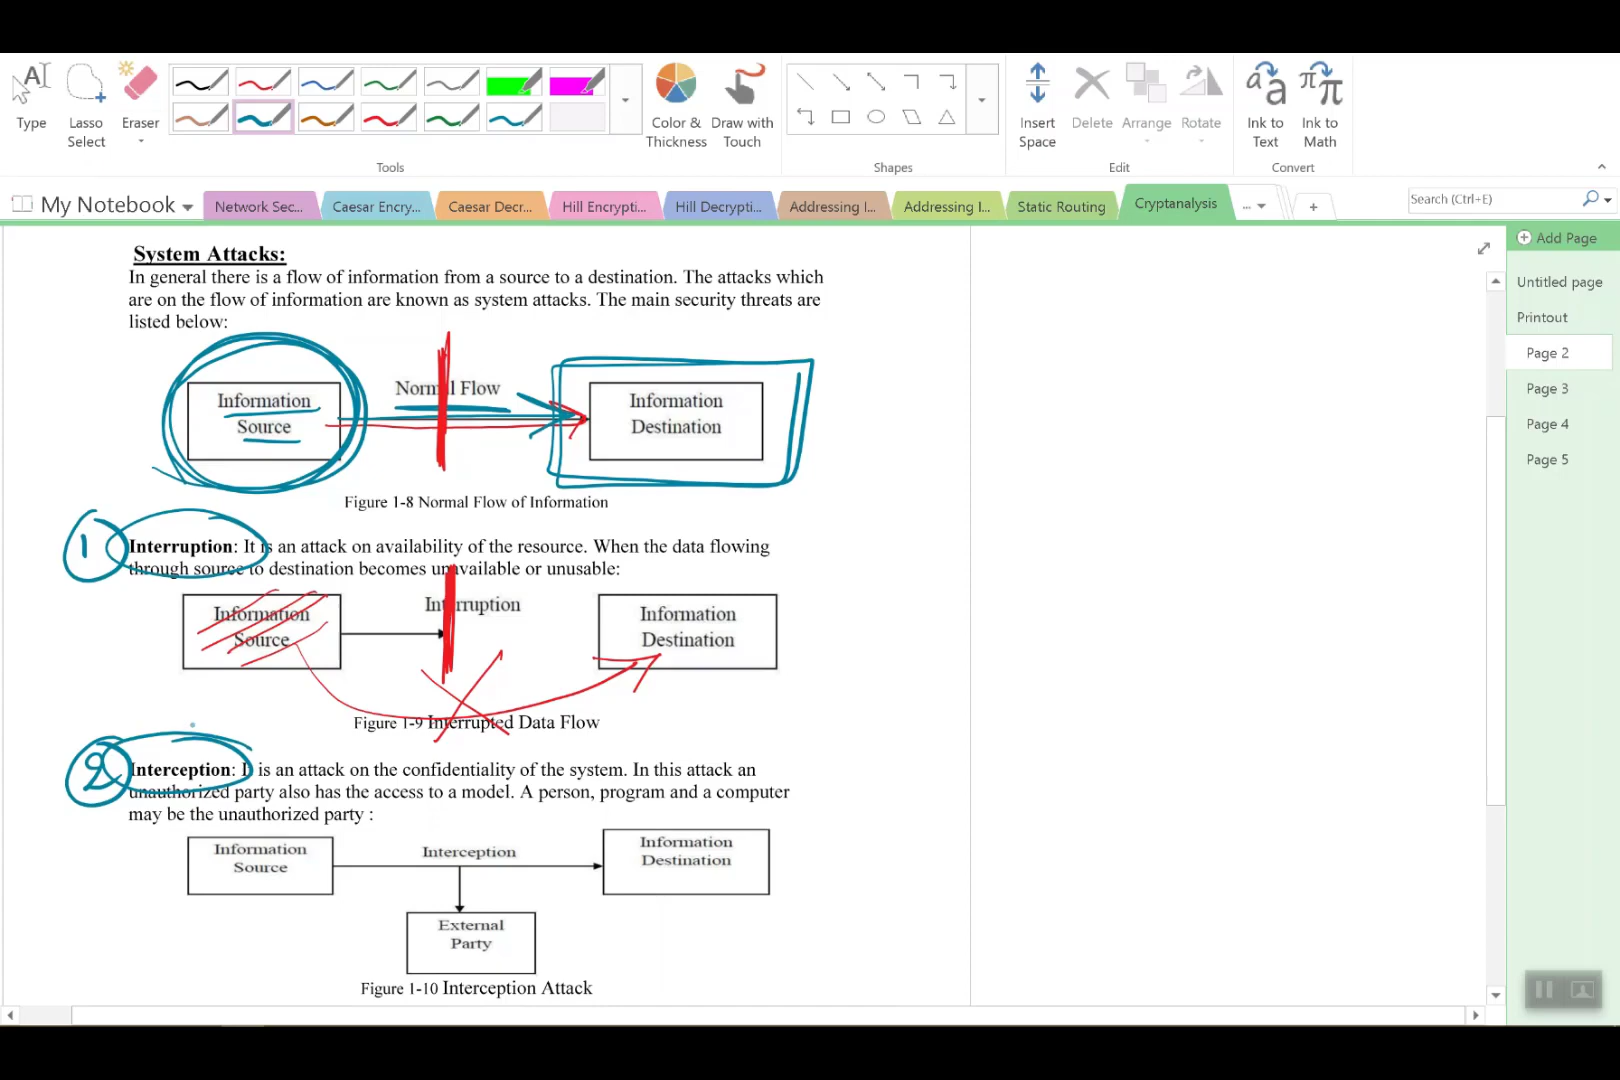 Type
Lasso
Select
Eraser
Color &
Thickness
Draw with
Touch
Insert
Space
Delete
Arrange
Rotate
Ink to
Text
Ink to
Math
Tools
Shapes
Edit
Convert
My Notebook
Network Sec...
Caesar Encry...
Caesar Decr...
Hill Encrypti...
Hill Decrypti...
Addressing I...
Addressing I...
Static Routing
Cryptanalysis
...
+
Search (Ctrl+E)
Add Page
Untitled page
Printout
Page 2
Page 3
Page 4
Page 5
System Attacks:
In general there is a flow of information from a source to a destination. The attacks which
are on the flow of information are known as system attacks. The main security threats are
listed below:
Information
Source
Normal Flow
Information
Destination
Figure 1-8 Normal Flow of Information
1
Interruption: It is an attack on availability of the resource. When the data flowing
through source to destination becomes unavailable or unusable:
Information
Source
Interruption
Information
Destination
Figure 1-9 Interrupted Data Flow
2
Interception: It is an attack on the confidentiality of the system. In this attack an
unauthorized party also has the access to a model. A person, program and a computer
may be the unauthorized party :
Information
Source
Interception
Information
Destination
External
Party
Figure 1-10 Interception Attack